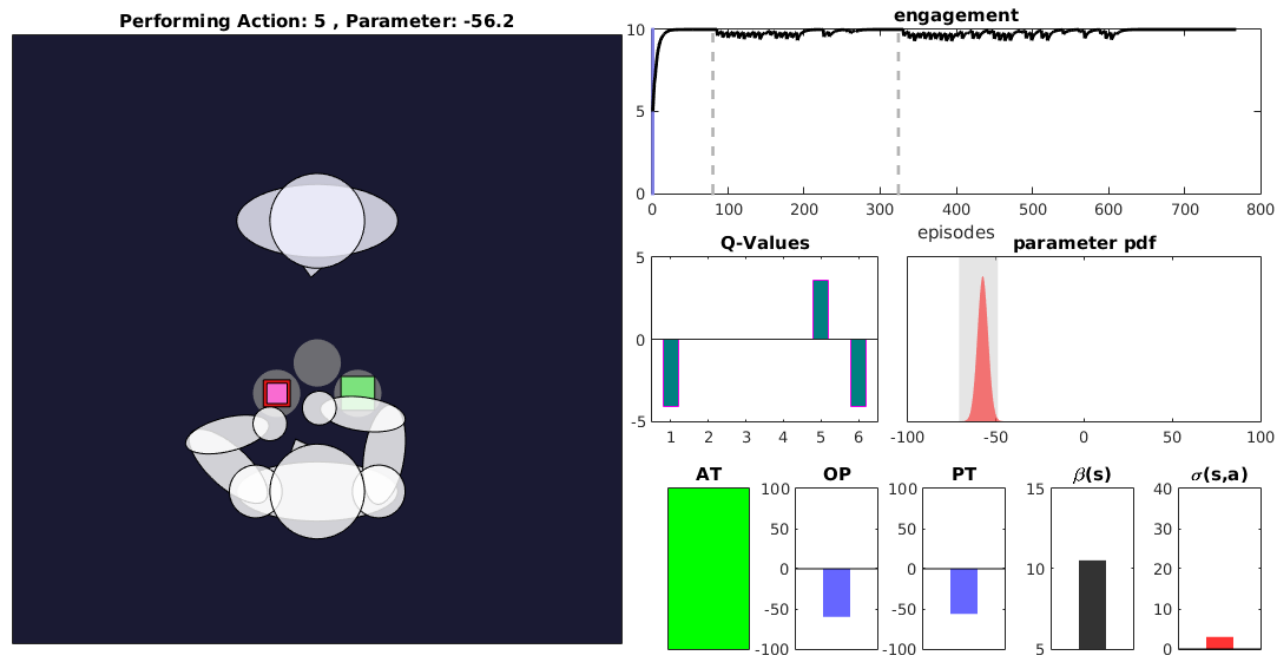 Performing Action: 5 , Parameter: -56.2
engagement
10
5
0
0 100 200 300 400 500 600 700 800
episodes
Q-Values
5
0
-5
1 2 3 4 5 6
parameter pdf
-100 -50 0 50 100
AT
OP
100
50
0
-50
-100
PT
100
50
0
-50
-100
β(s)
15
10
5
σ(s,a)
40
30
20
10
0